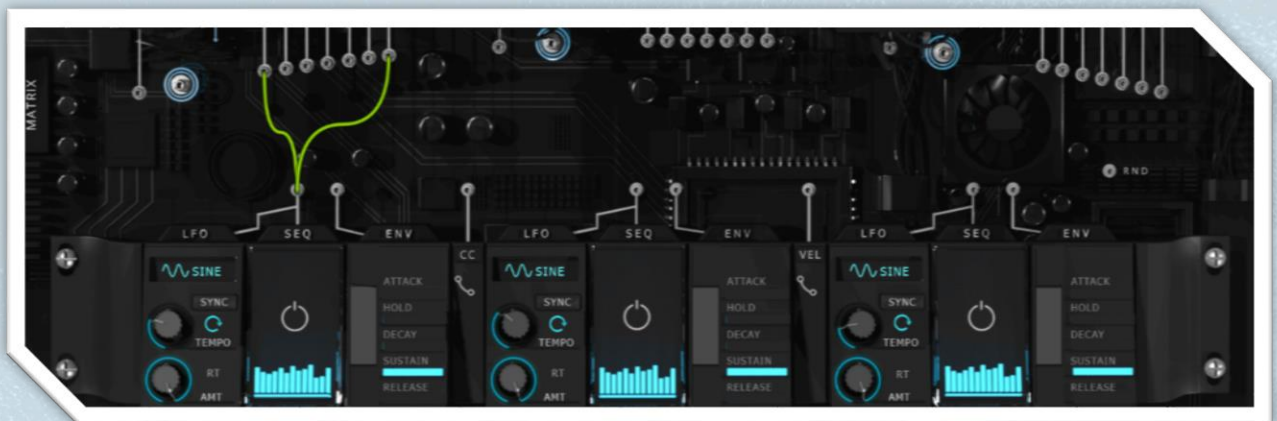 MATRIX
RND
LFO SEQ ENV LFO SEQ ENV LFO SEQ ENV
CC VEL
SINE SINE SINE
ATTACK ATTACK ATTACK
SYNC SYNC SYNC
HOLD HOLD HOLD
TEMPO DECAY TEMPO DECAY TEMPO DECAY
SUSTAIN SUSTAIN SUSTAIN
RT RT RT
RELEASE RELEASE RELEASE
AMT AMT AMT